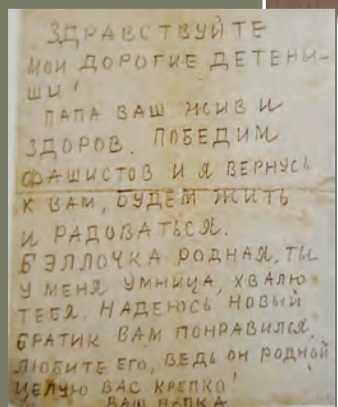 ЗДРАВСТВУЙТЕ
МОИ ДОРОГИЕ ДЕТЕНЫ-
ШИ!
ПАПА ВАШ ЖИВ И
ЗДОРОВ. ПОБЕДИМ
ФАШИСТОВ И Я ВЕРНУСЬ
К ВАМ, БУДЕМ ЖИТЬ
И РАДОВАТЬСЯ.
БЭЛЛОЧКА РОДНАЯ, ТЫ
У МЕНЯ УМНИЦА, ХВАЛЮ
ТЕБЯ. НАДЕЮСЬ НОВЫЙ
БРАТИК ВАМ ПОНРАВИЛСЯ,
ЛЮБИТЕ ЕГО, ВЕДЬ ОН РОДНОЙ
ЦЕЛУЮ ВАС КРЕПКО!
ВАШ ПАПКА